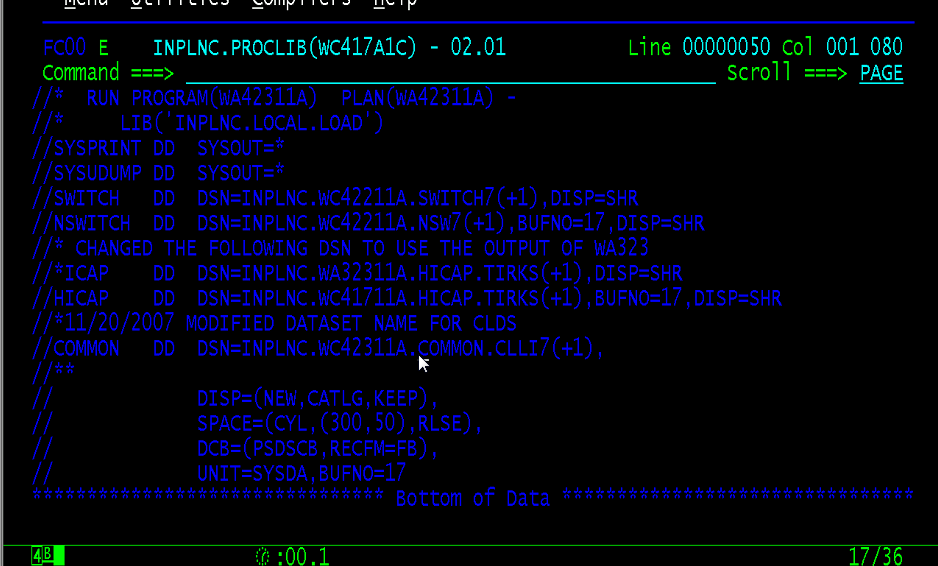 Menu Utilities Compilers Help
FC00 E INPLNC.PROCLIB(WC417A1C) - 02.01 Line 00000050 Col 001 080
Command ===> Scroll ===> PAGE
//* RUN PROGRAM(WA42311A) PLAN(WA42311A) -
//* LIB('INPLNC.LOCAL.LOAD')
//SYSPRINT DD SYSOUT=*
//SYSUDUMP DD SYSOUT=*
//SWITCH DD DSN=INPLNC.WC42211A.SWITCH7(+1),DISP=SHR
//NSWITCH DD DSN=INPLNC.WC42211A.NSW7(+1),BUFNO=17,DISP=SHR
//* CHANGED THE FOLLOWING DSN TO USE THE OUTPUT OF WA323
//*ICAP DD DSN=INPLNC.WA32311A.HICAP.TIRKS(+1),DISP=SHR
//HICAP DD DSN=INPLNC.WC41711A.HICAP.TIRKS(+1),BUFNO=17,DISP=SHR
//*11/20/2007 MODIFIED DATASET NAME FOR CLDS
//COMMON DD DSN=INPLNC.WC42311A.COMMON.CLLI7(+1),
//**
// DISP=(NEW,CATLG,KEEP),
// SPACE=(CYL,(300,50),RLSE),
// DCB=(PSDSCB,RECFM=FB),
// UNIT=SYSDA,BUFNO=17
******************************** Bottom of Data ********************************
4B :00.1 17/36